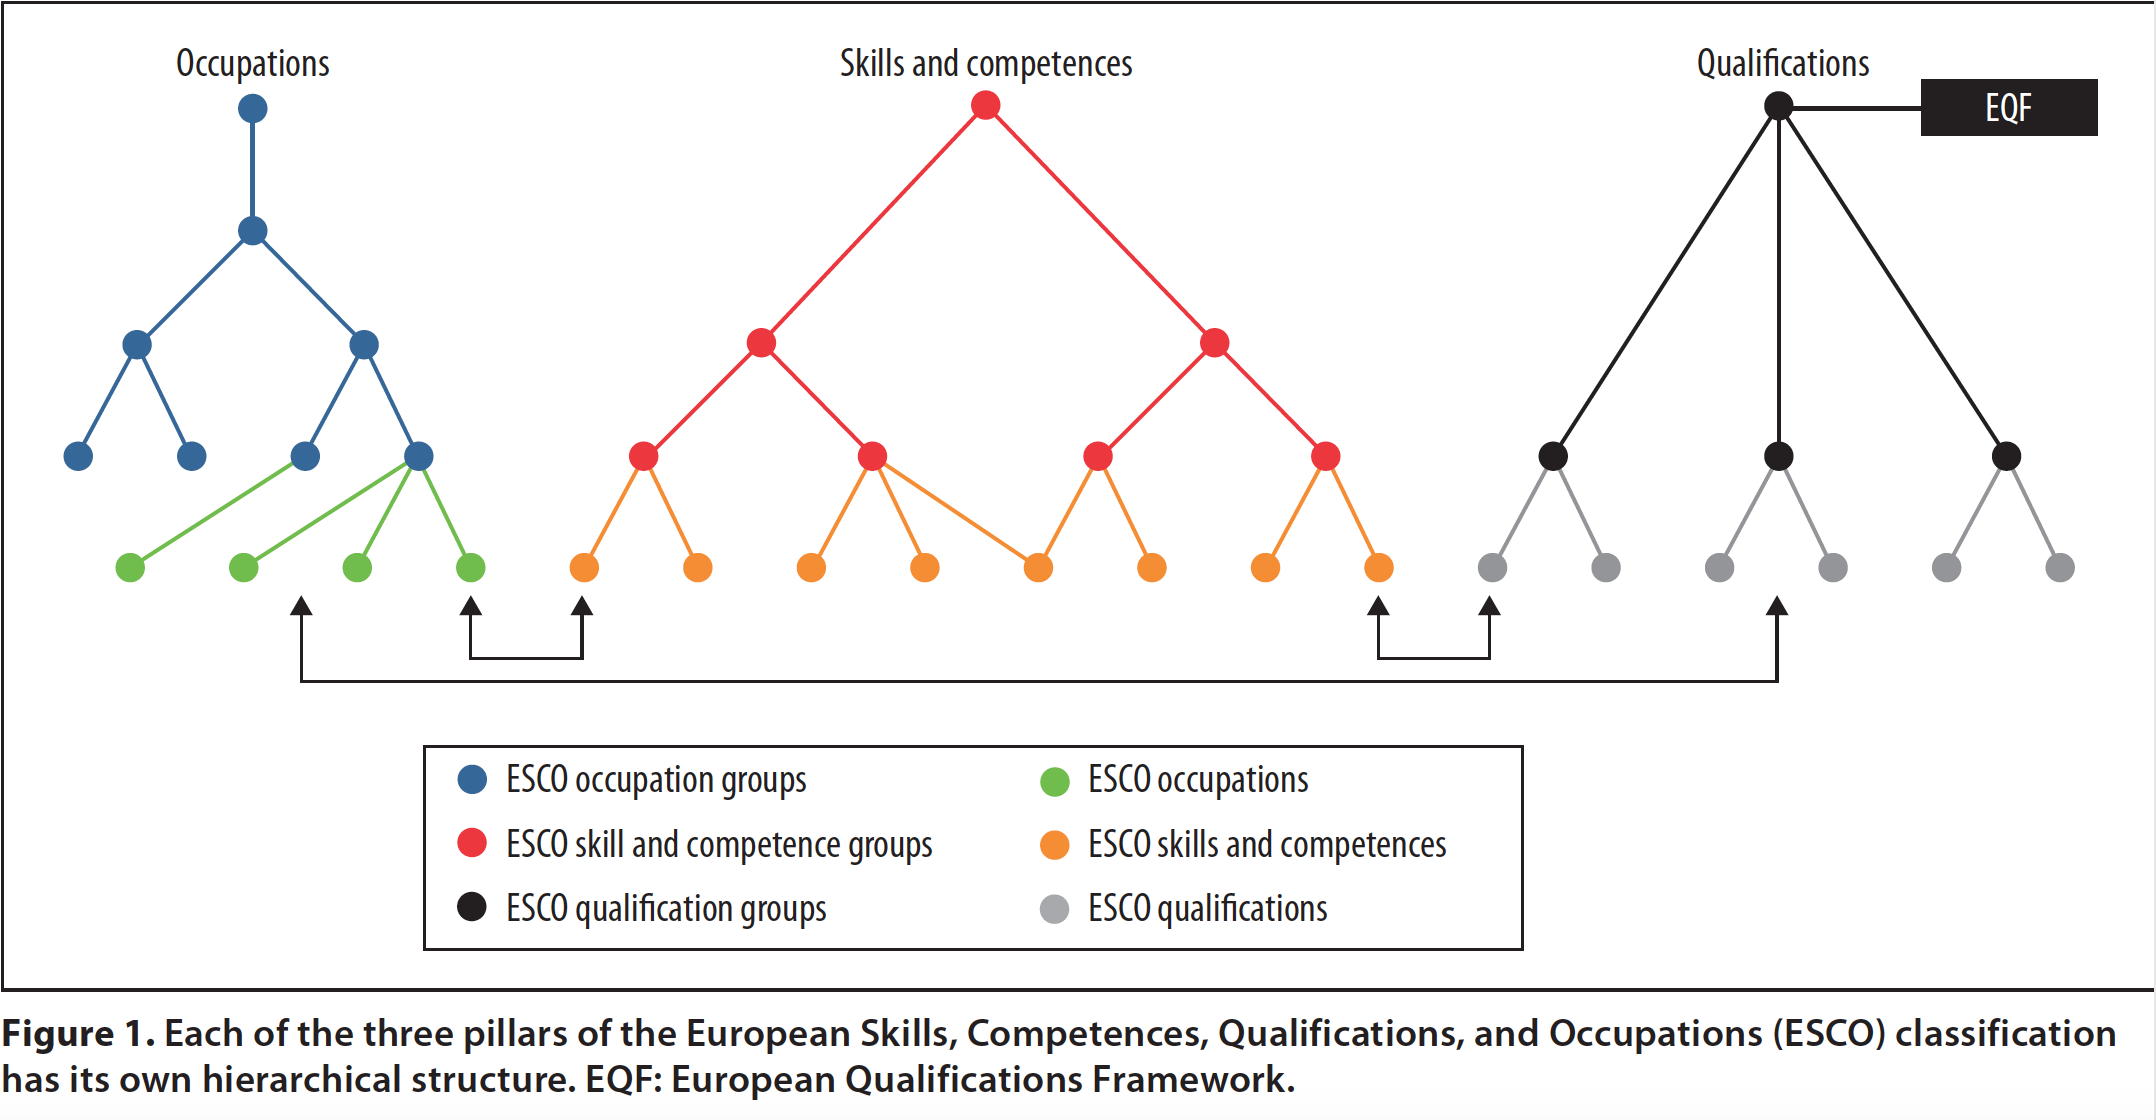 Occupations
Skills and competences
Qualifications
EQF
ESCO occupation groups
ESCO occupations
ESCO skill and competence groups
ESCO skills and competences
ESCO qualification groups
ESCO qualifications
Figure 1. Each of the three pillars of the European Skills, Competences, Qualifications, and Occupations (ESCO) classification
has its own hierarchical structure. EQF: European Qualifications Framework.